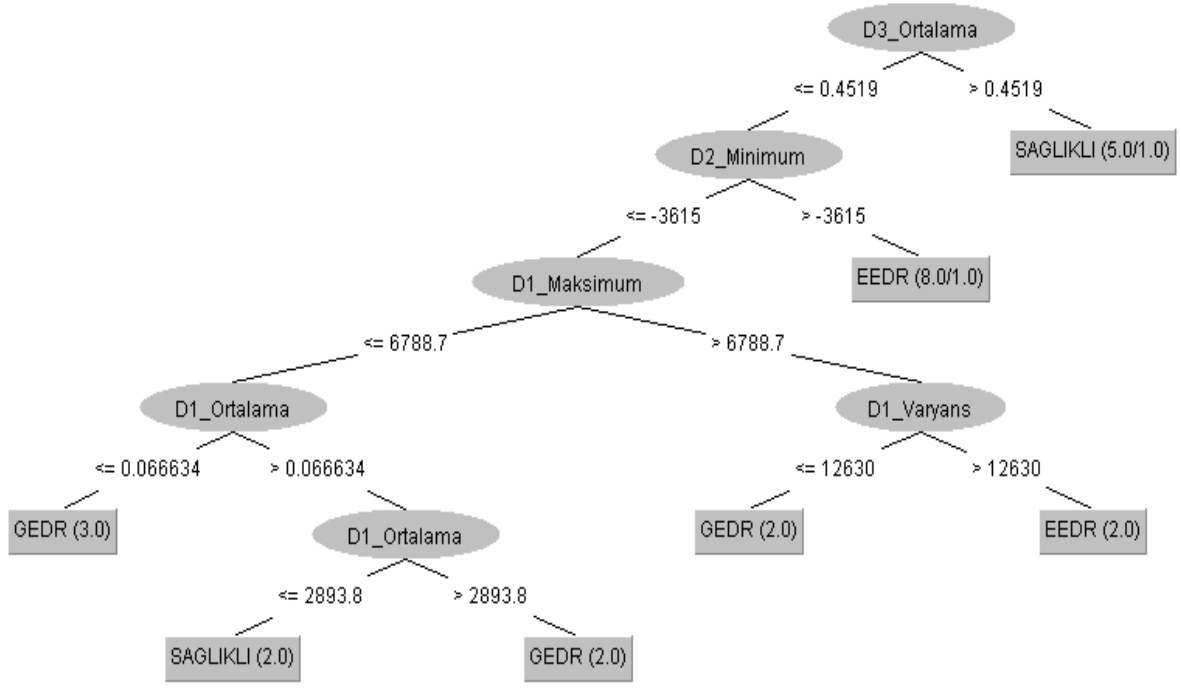 D3_Ortalama
<= 0.4519
> 0.4519
D2_Minimum
SAGLIKLI (5.0/1.0)
<= -3615
> -3615
D1_Maksimum
EEDR (8.0/1.0)
<= 6788.7
> 6788.7
D1_Ortalama
D1_Varyans
<= 0.066634
> 0.066634
<= 12630
> 12630
GEDR (3.0)
D1_Ortalama
GEDR (2.0)
EEDR (2.0)
<= 2893.8
> 2893.8
SAGLIKLI (2.0)
GEDR (2.0)